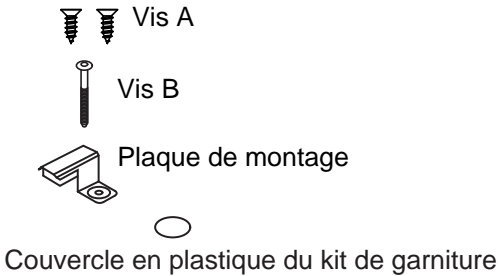 Vis A
Vis B
Plaque de montage
Couvercle en plastique du kit de garniture